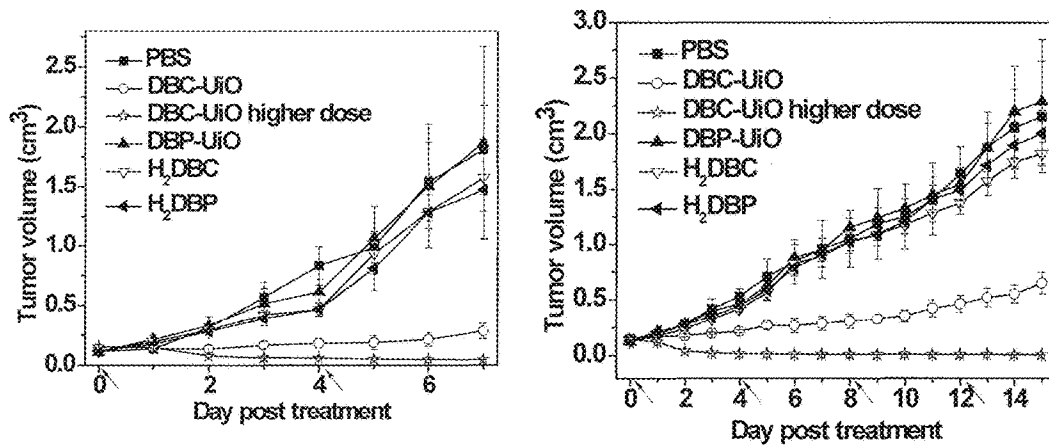 2.5
2.0
1.5
1.0
0.5
0.0
Tumor volume (cm³)
PBS
DBC-UiO
DBC-UiO higher dose
DBP-UiO
H₂DBC
H₂DBP
0 2 4 6
Day post treatment
3.0
2.5
2.0
1.5
1.0
0.5
0.0
Tumor volume (cm³)
PBS
DBC-UiO
DBC-UiO higher dose
DBP-UiO
H₂DBC
H₂DBP
0 2 4 6 8 10 12 14
Day post treatment